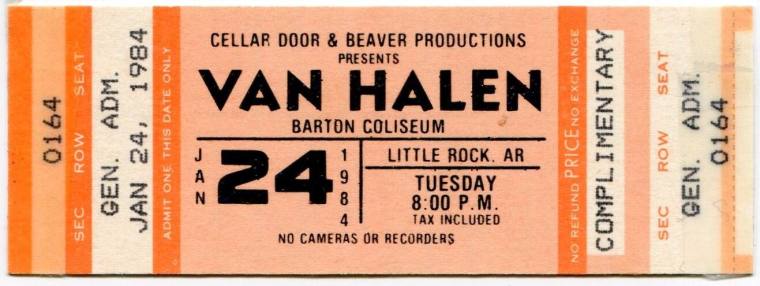 0164
SEC ROW SEAT
GEN. ADM.
JAN 24, 1984
ADMIT ONE THIS DATE ONLY
CELLAR DOOR & BEAVER PRODUCTIONS
PRESENTS
VAN HALEN
BARTON COLISEUM
JAN
24
1984
LITTLE ROCK, AR
TUESDAY
8:00 P.M.
TAX INCLUDED
NO CAMERAS OR RECORDERS
NO REFUND PRICE NO EXCHANGE
COMPLIMENTARY
SEC ROW SEAT
GEN. ADM.
0164